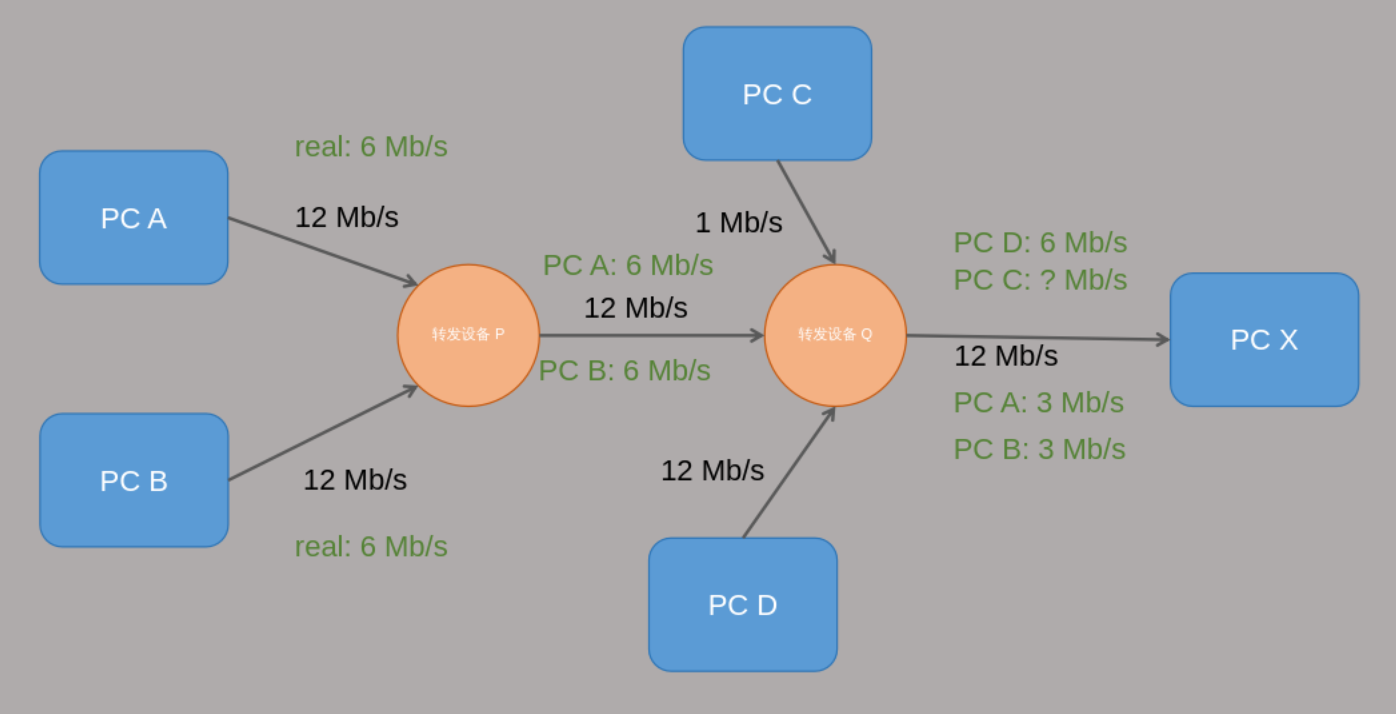 PC C
real: 6 Mb/s
PC A
12 Mb/s
1 Mb/s
PC D: 6 Mb/s
PC A: 6 Mb/s
PC C: ? Mb/s
12 Mb/s
转发设备 P
转发设备 Q
PC X
12 Mb/s
PC B: 6 Mb/s
PC A: 3 Mb/s
PC B: 3 Mb/s
12 Mb/s
PC B
12 Mb/s
real: 6 Mb/s
PC D